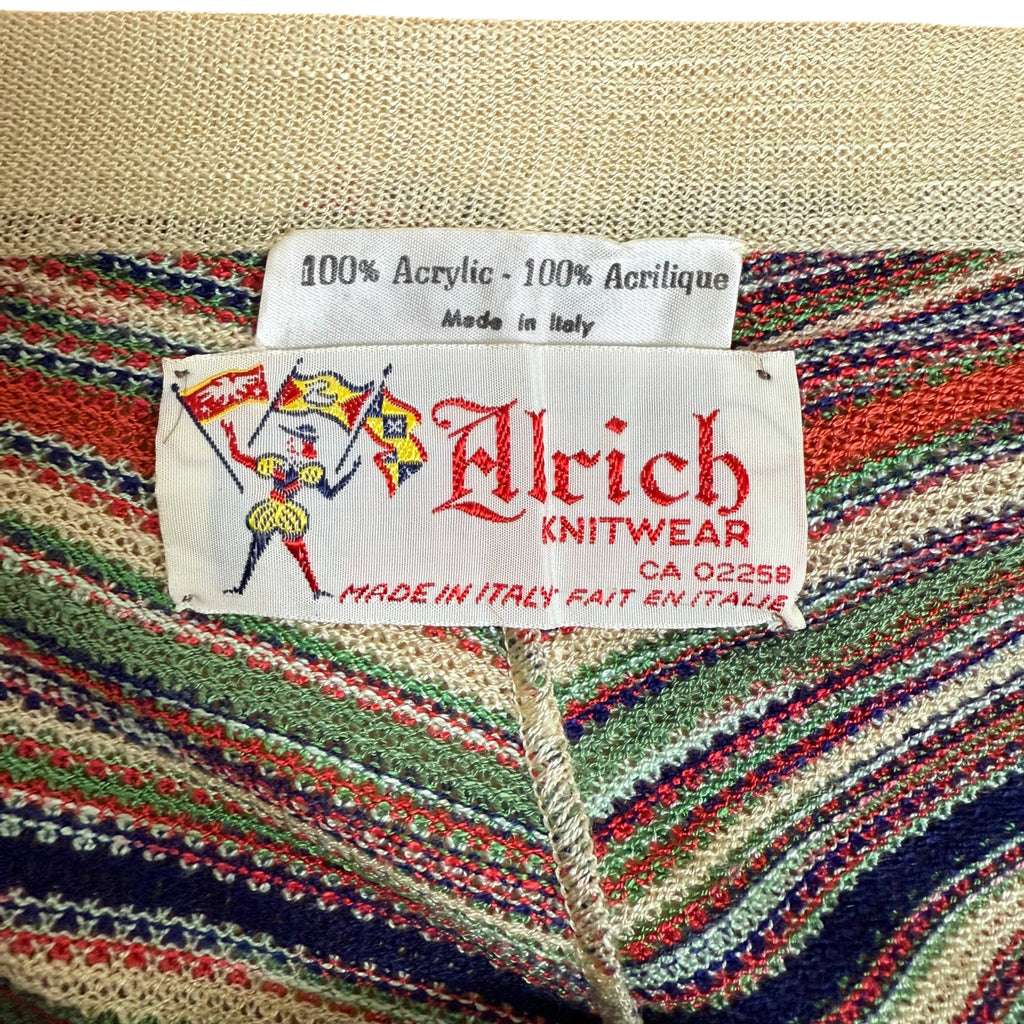 100% Acrylic - 100% Acrilique
Made in Italy
Alrich
KNITWEAR
CA 02258
MADE IN ITALY FAIT EN ITALIE